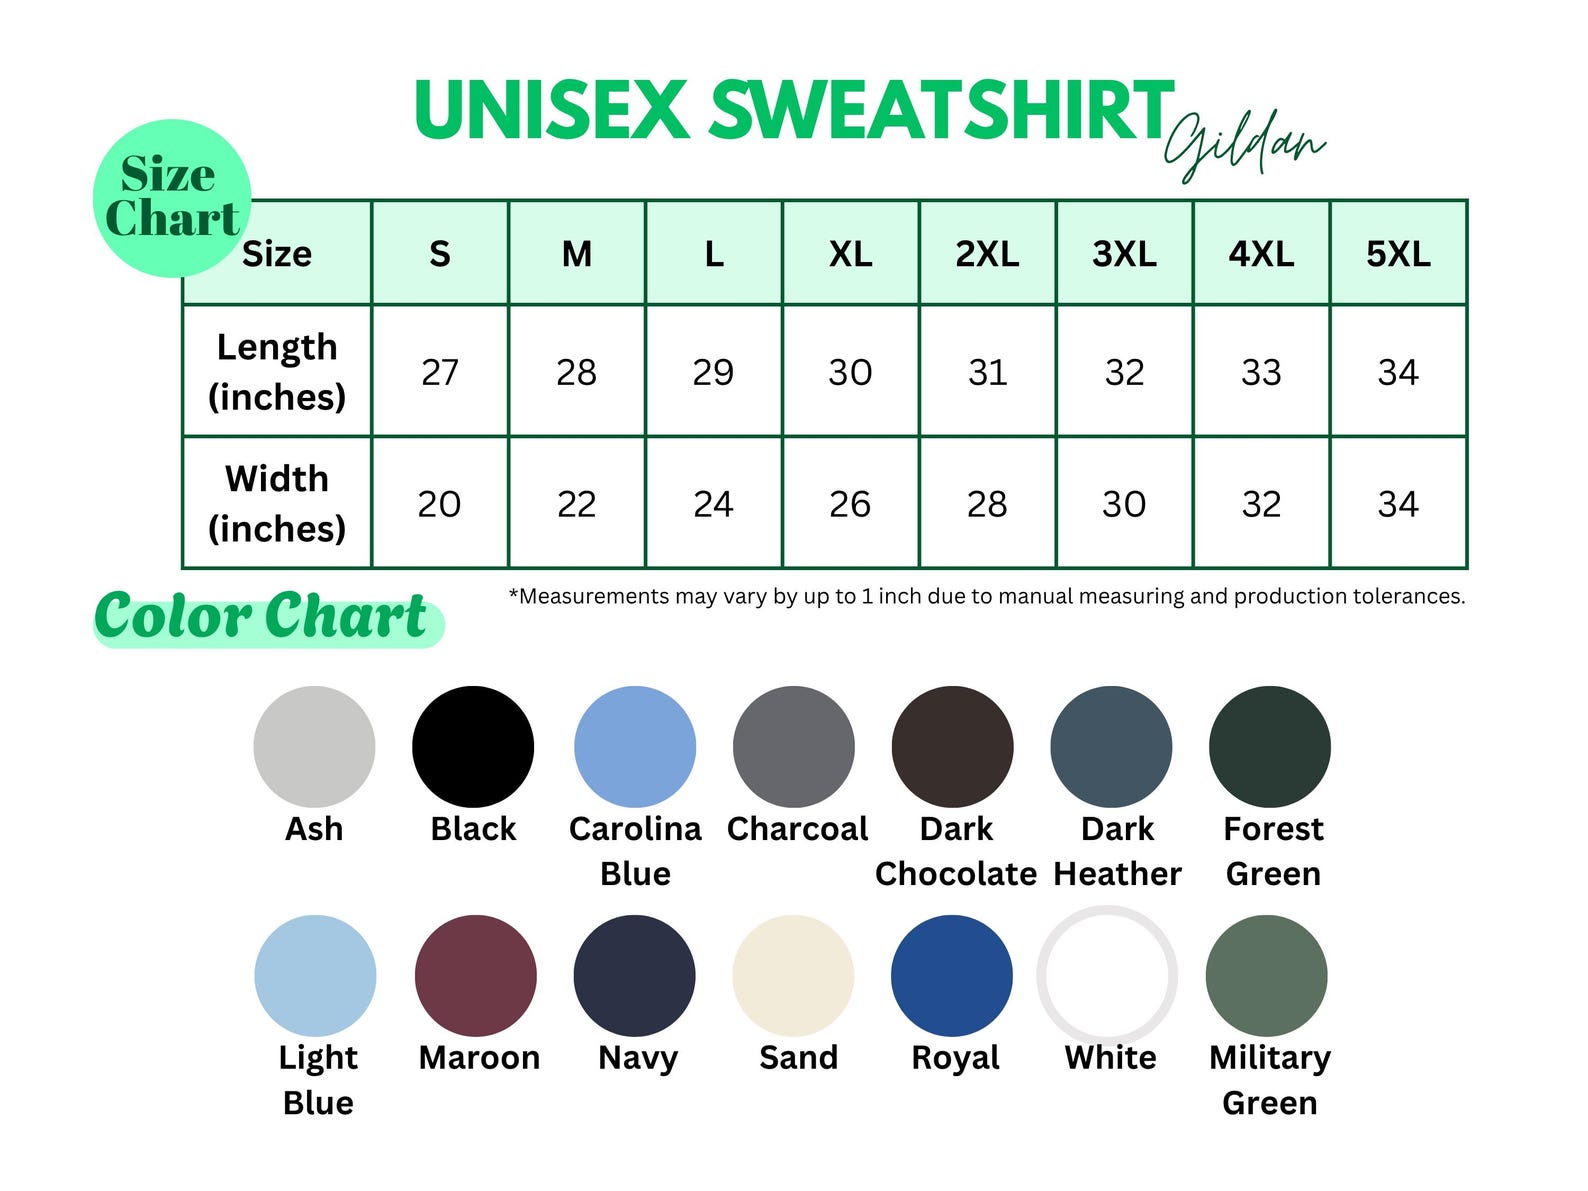 UNISEX SWEATSHIRT
Gildan
Size
Chart
Size S M L XL 2XL 3XL 4XL 5XL
Length
(inches) 27 28 29 30 31 32 33 34
Width
(inches) 20 22 24 26 28 30 32 34
*Measurements may vary by up to 1 inch due to manual measuring and production tolerances.
Color Chart
Ash Black Carolina Charcoal Dark Dark Forest
Blue Chocolate Heather Green
Light Maroon Navy Sand Royal White Military
Blue Green